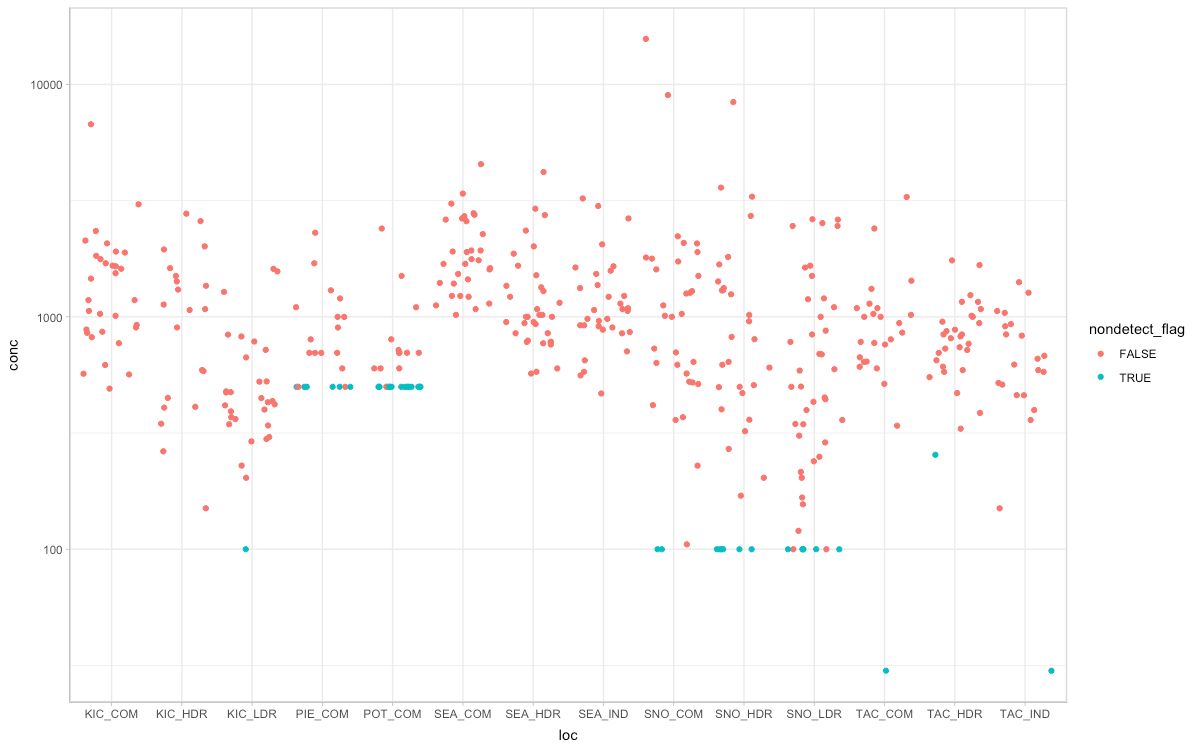 conc
10000
1000
100
KIC_COM KIC_HDR KIC_LDR PIE_COM POT_COM SEA_COM SEA_HDR SEA_IND SNO_COM SNO_HDR SNO_LDR TAC_COM TAC_HDR TAC_IND
loc
nondetect_flag
FALSE
TRUE